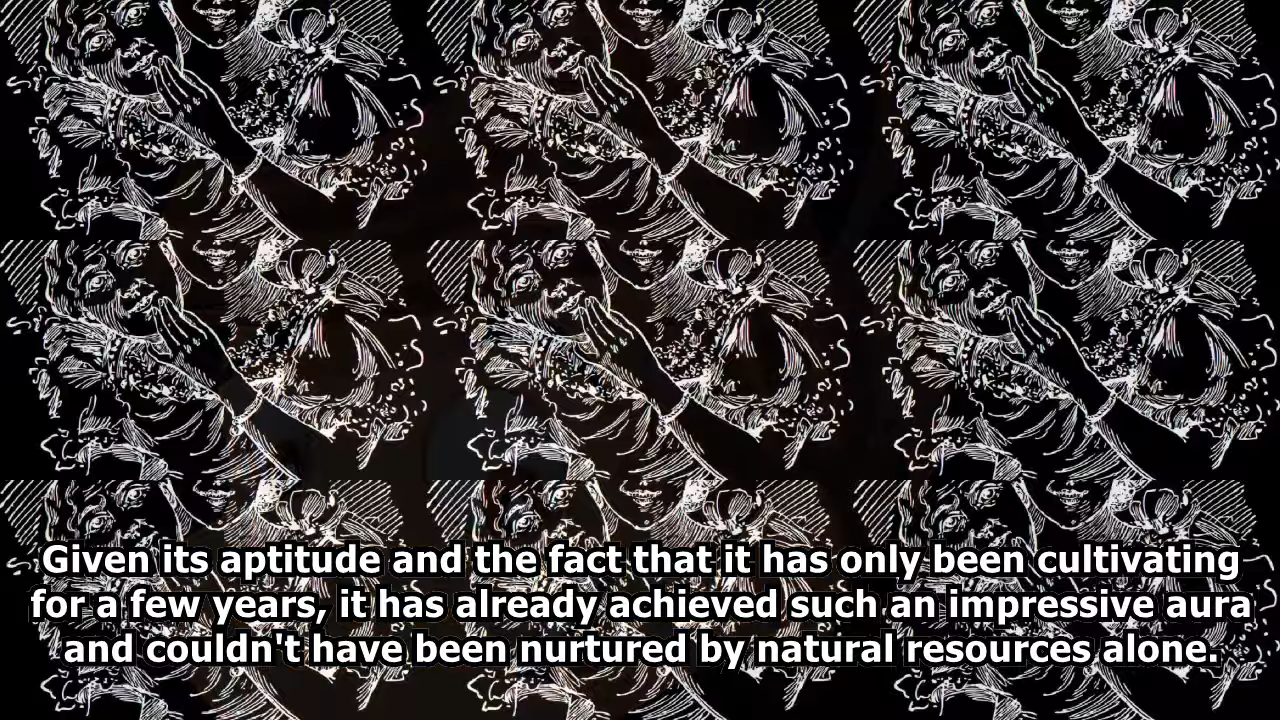 Given its aptitude and the fact that it has only been cultivating
for a few years, it has already achieved such an impressive aura
and couldn't have been nurtured by natural resources alone.